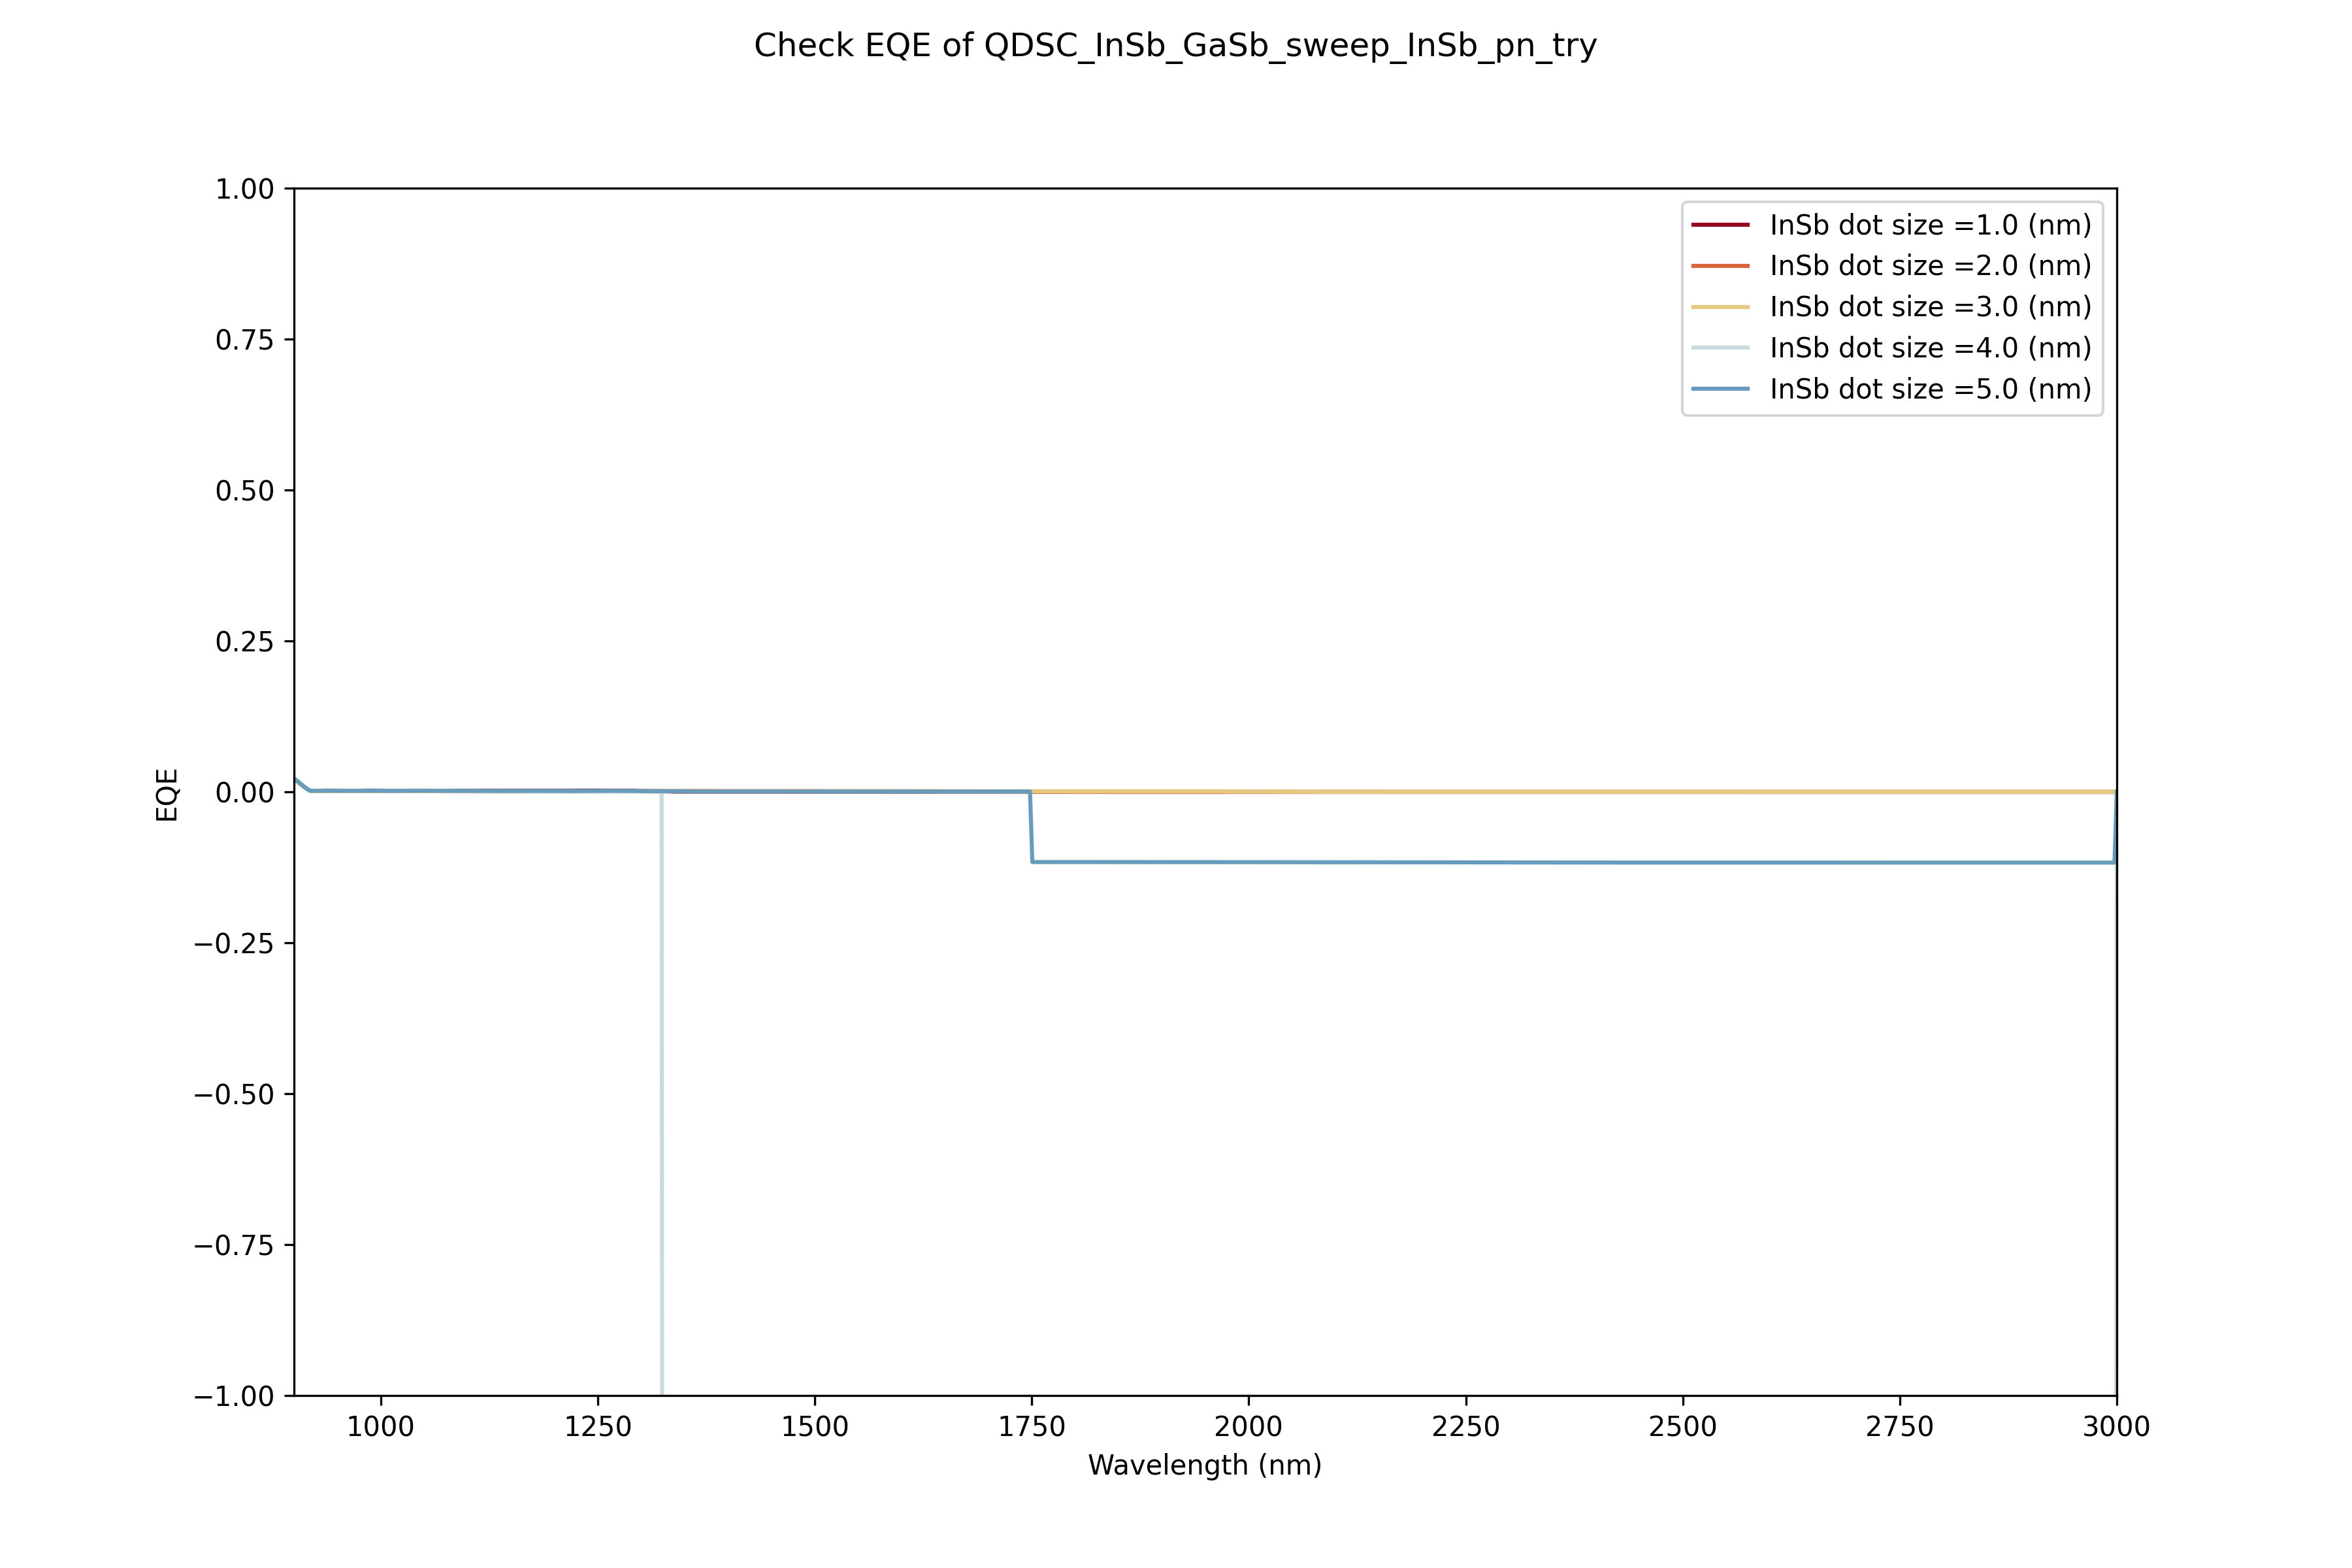 Check EQE of QDSC_InSb_GaSb_sweep_InSb_pn_try
1.00
0.75
0.50
0.25
0.00
−0.25
−0.50
−0.75
−1.00
EQE
InSb dot size =1.0 (nm)
InSb dot size =2.0 (nm)
InSb dot size =3.0 (nm)
InSb dot size =4.0 (nm)
InSb dot size =5.0 (nm)
1000 1250 1500 1750 2000 2250 2500 2750 3000
Wavelength (nm)